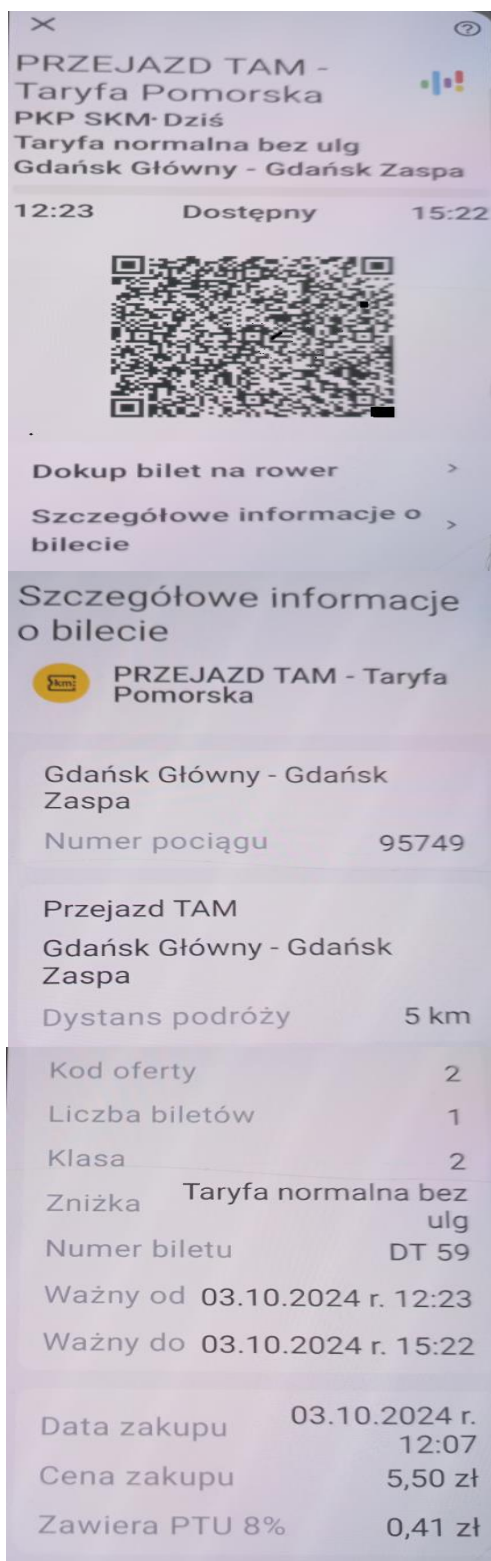 PRZEJAZD TAM -
Taryfa Pomorska
PKP SKM· Dziś
Taryfa normalna bez ulg
Gdańsk Główny - Gdańsk Zaspa
12:23 Dostępny 15:22
Dokup bilet na rower >
Szczegółowe informacje o >
bilecie
Szczegółowe informacje
o bilecie
skm
PRZEJAZD TAM - Taryfa
Pomorska
Gdańsk Główny - Gdańsk
Zaspa
Numer pociągu 95749
Przejazd TAM
Gdańsk Główny - Gdańsk
Zaspa
Dystans podróży 5 km
Kod oferty 2
Liczba biletów 1
Klasa 2
Zniżka Taryfa normalna bez
ulg
Numer biletu DT 59
Ważny od 03.10.2024 r. 12:23
Ważny do 03.10.2024 r. 15:22
Data zakupu 03.10.2024 r.
12:07
Cena zakupu 5,50 zł
Zawiera PTU 8% 0,41 zł